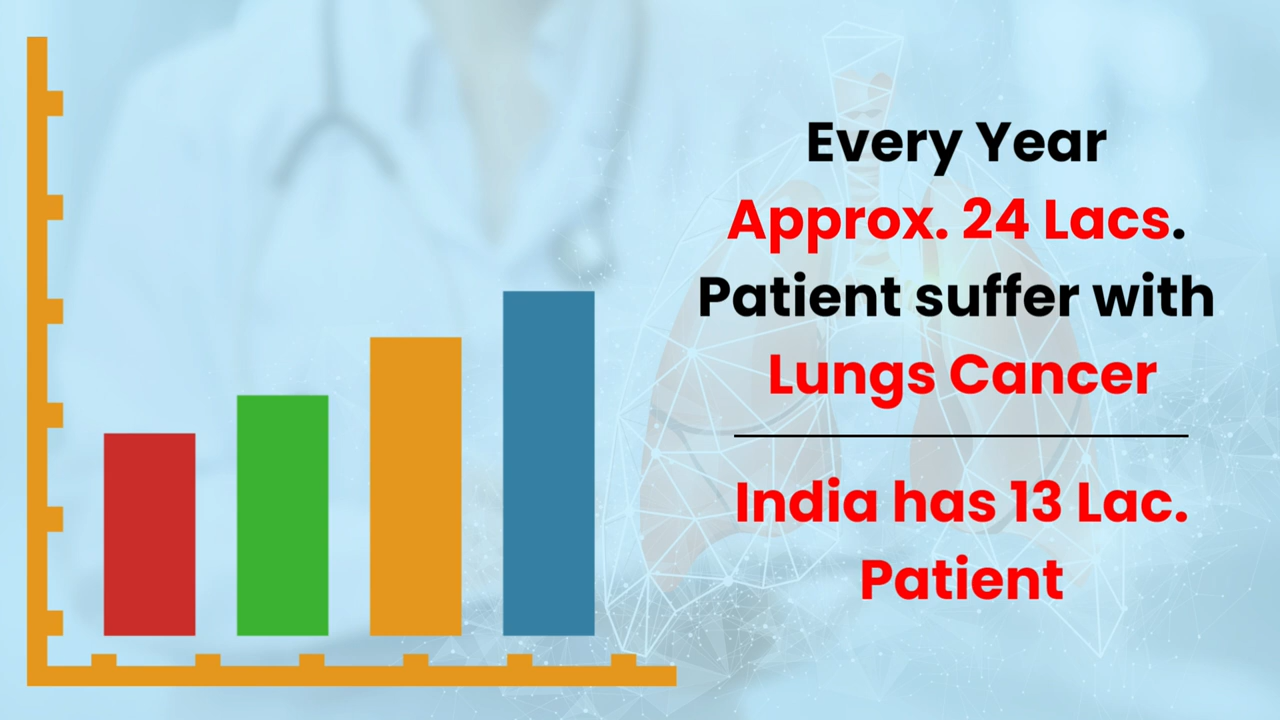 Every Year
Approx. 24 Lacs.
Patient suffer with
Lungs Cancer
India has 13 Lac.
Patient